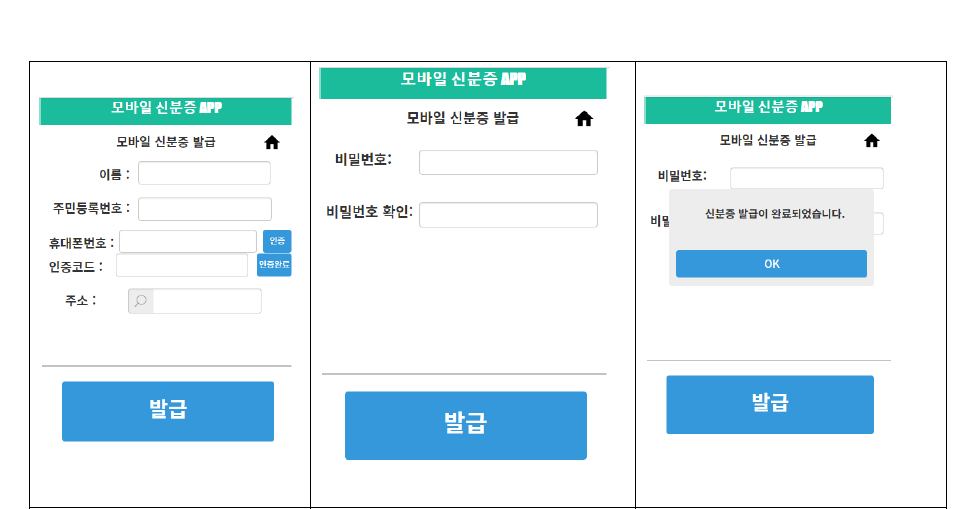 모바일 신분증 APP
모바일 신분증 발급
이름 :
주민등록번호 :
휴대폰번호 :
인증
인증코드 :
인증완료
주소 :
발급
모바일 신분증 APP
모바일 신분증 발급
비밀번호:
비밀번호 확인:
발급
모바일 신분증 APP
모바일 신분증 발급
비밀번호:
비밀
신분증 발급이 완료되었습니다.
OK
발급